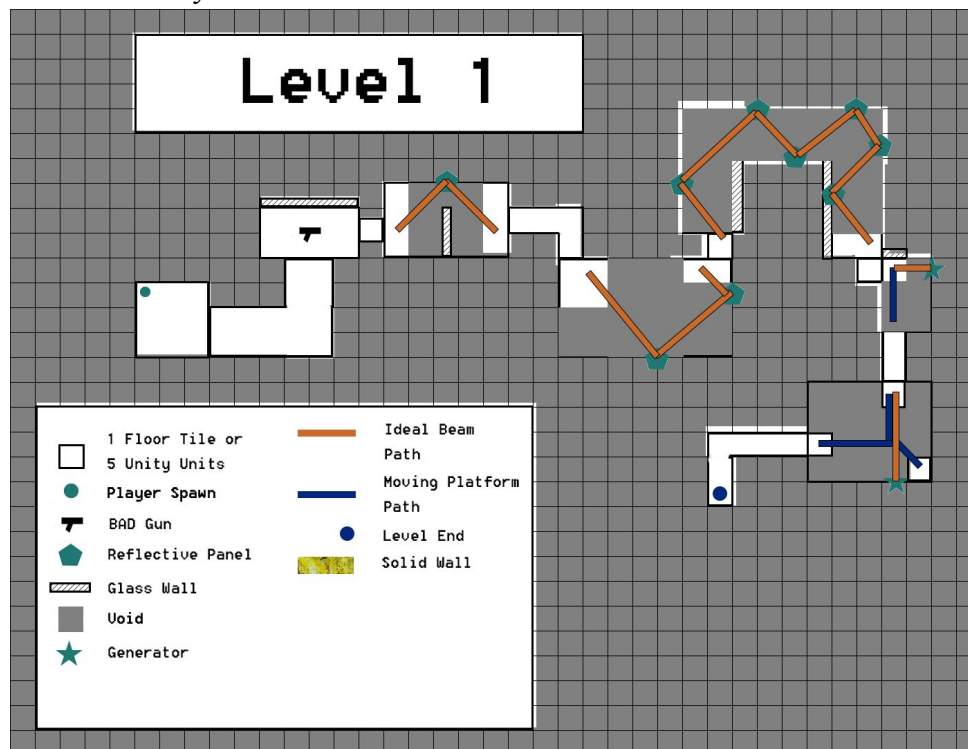 Level 1
1 Floor Tile or
5 Unity Units
Player Spawn
BAD Gun
Reflective Panel
Glass Wall
Void
Generator
Ideal Beam
Path
Moving Platform
Path
Level End
Solid Wall